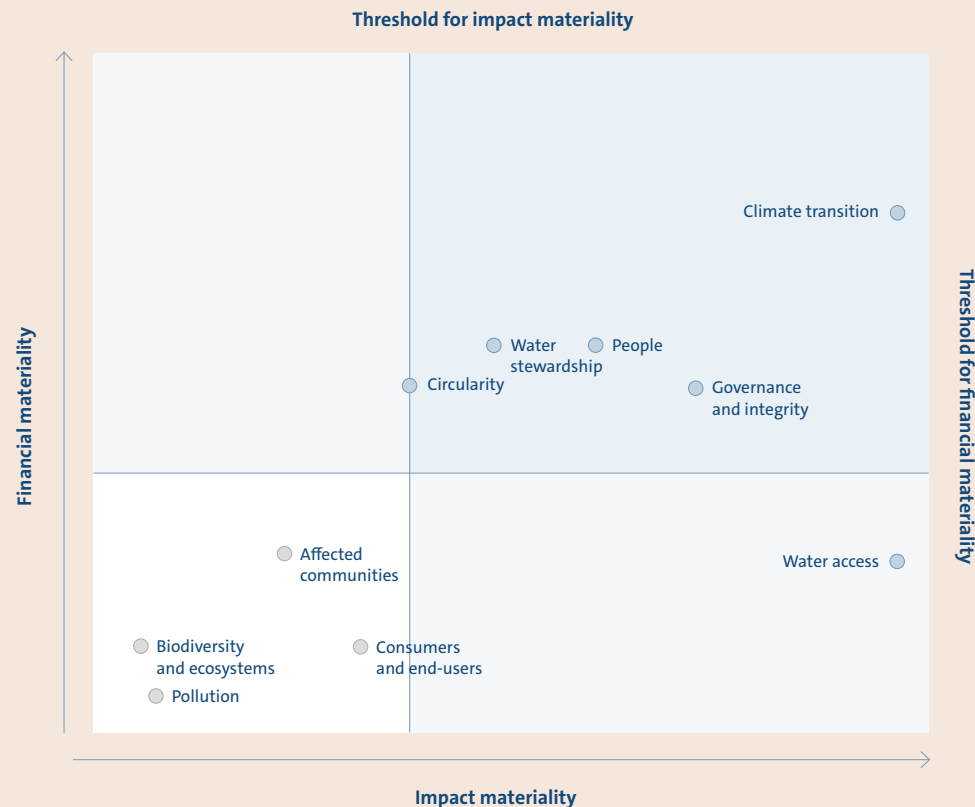 Threshold for impact materiality
Climate transition
Threshold for financial materiality
Financial materiality
Water
stewardship
People
Circularity
Governance
and integrity
Affected
communities
Water access
Biodiversity
and ecosystems
Consumers
and end-users
Pollution
Impact materiality